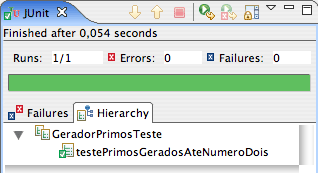 JUnit
Finished after 0,054 seconds
Runs: 1/1 Errors: 0 Failures: 0
Failures Hierarchy
GeradorPrimosTeste
testePrimosGeradosAteNumeroDois